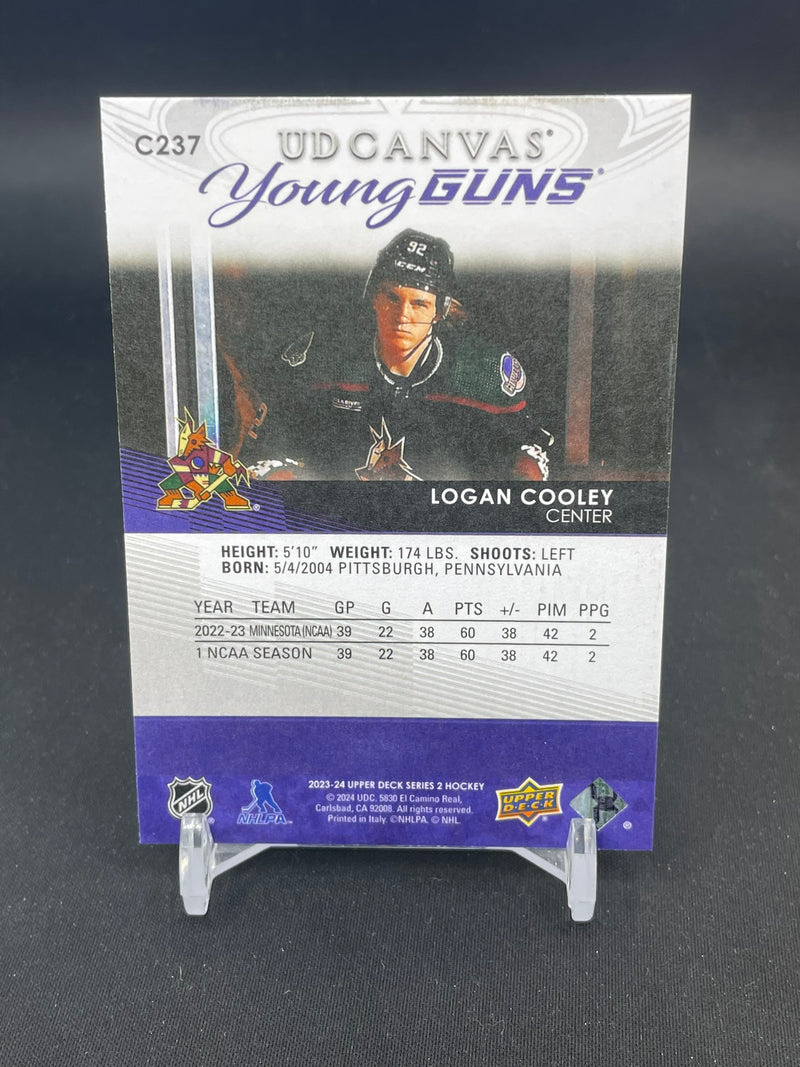 C237
UD CANVAS®
Young GUNS®
92
CCM
LOGAN COOLEY
CENTER
HEIGHT: 5'10" WEIGHT: 174 LBS. SHOOTS: LEFT
BORN: 5/4/2004 PITTSBURGH, PENNSYLVANIA
YEAR TEAM GP G A PTS +/- PIM PPG
2022-23 MINNESOTA (NCAA) 39 22 38 60 38 42 2
1 NCAA SEASON 39 22 38 60 38 42 2
2023-24 UPPER DECK SERIES 2 HOCKEY
© 2024 UDC. 5830 El Camino Real,
Carlsbad, CA 92008. All rights reserved.
Printed in Italy. ©NHLPA. © NHL.
NHL
NHLPA
UPPER
DECK